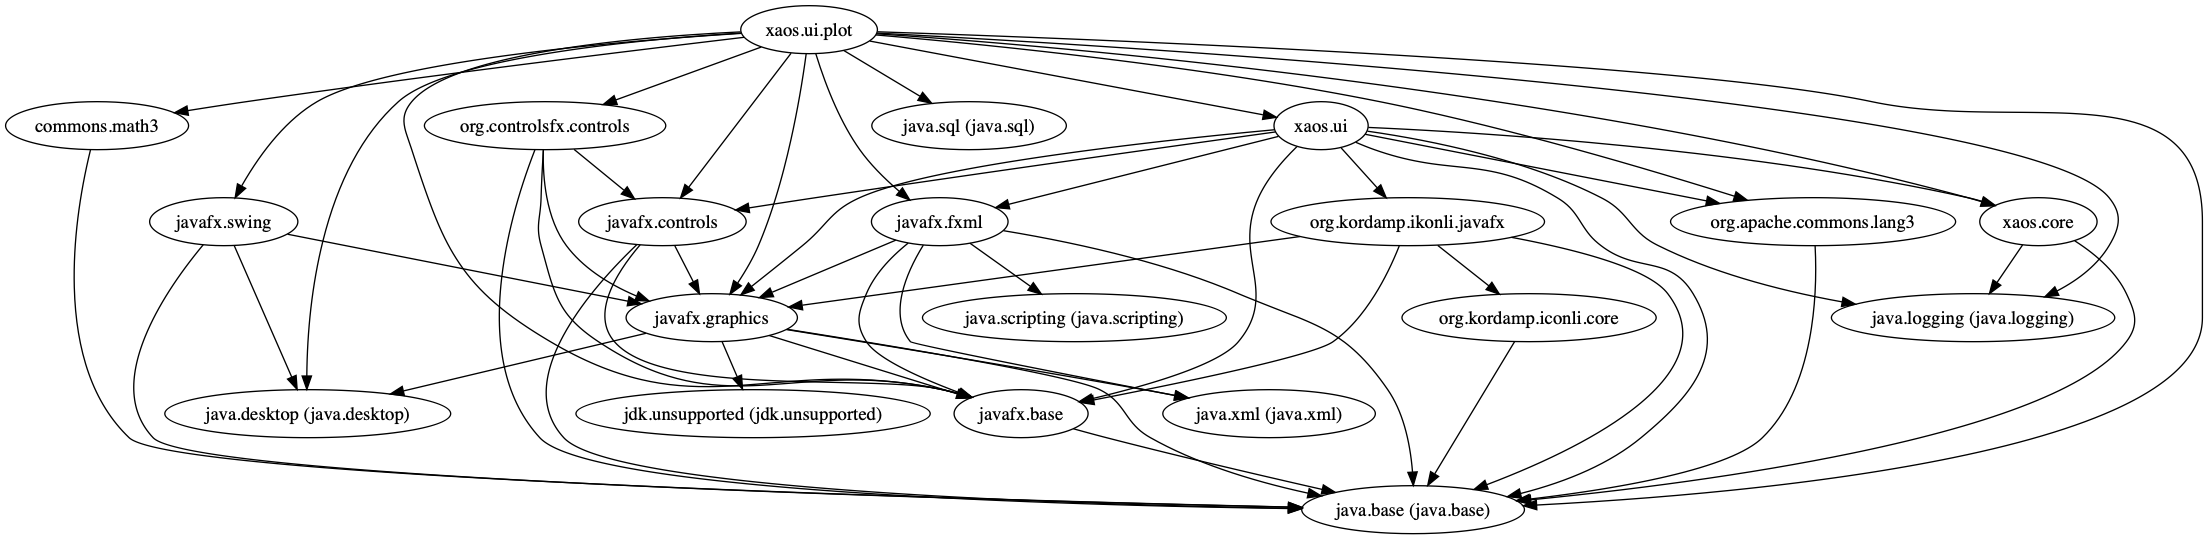 xaos.ui.plot
commons.math3
org.controlsfx.controls
java.sql (java.sql)
xaos.ui
javafx.swing
javafx.controls
javafx.fxml
org.kordamp.ikonli.javafx
org.apache.commons.lang3
xaos.core
javafx.graphics
java.scripting (java.scripting)
org.kordamp.iconli.core
java.logging (java.logging)
java.desktop (java.desktop)
jdk.unsupported (jdk.unsupported)
javafx.base
java.xml (java.xml)
java.base (java.base)